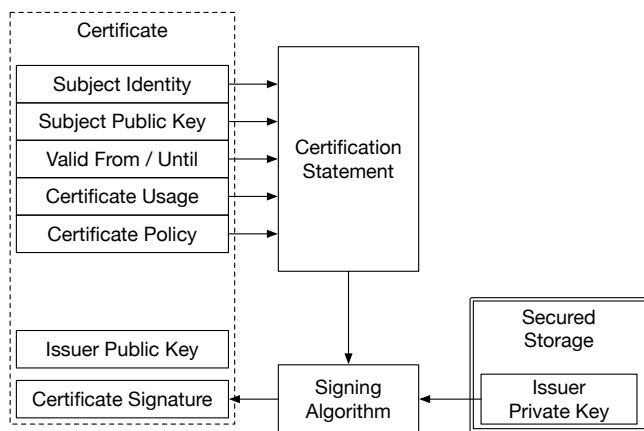 Certificate
Subject Identity
Subject Public Key
Valid From / Until
Certificate Usage
Certificate Policy
Certification
Statement
Issuer Public Key
Certificate Signature
Signing
Algorithm
Secured
Storage
Issuer
Private Key